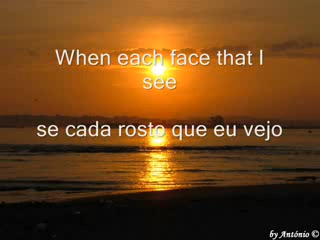 When each face that I
see
se cada rosto que eu vejo
by António ©